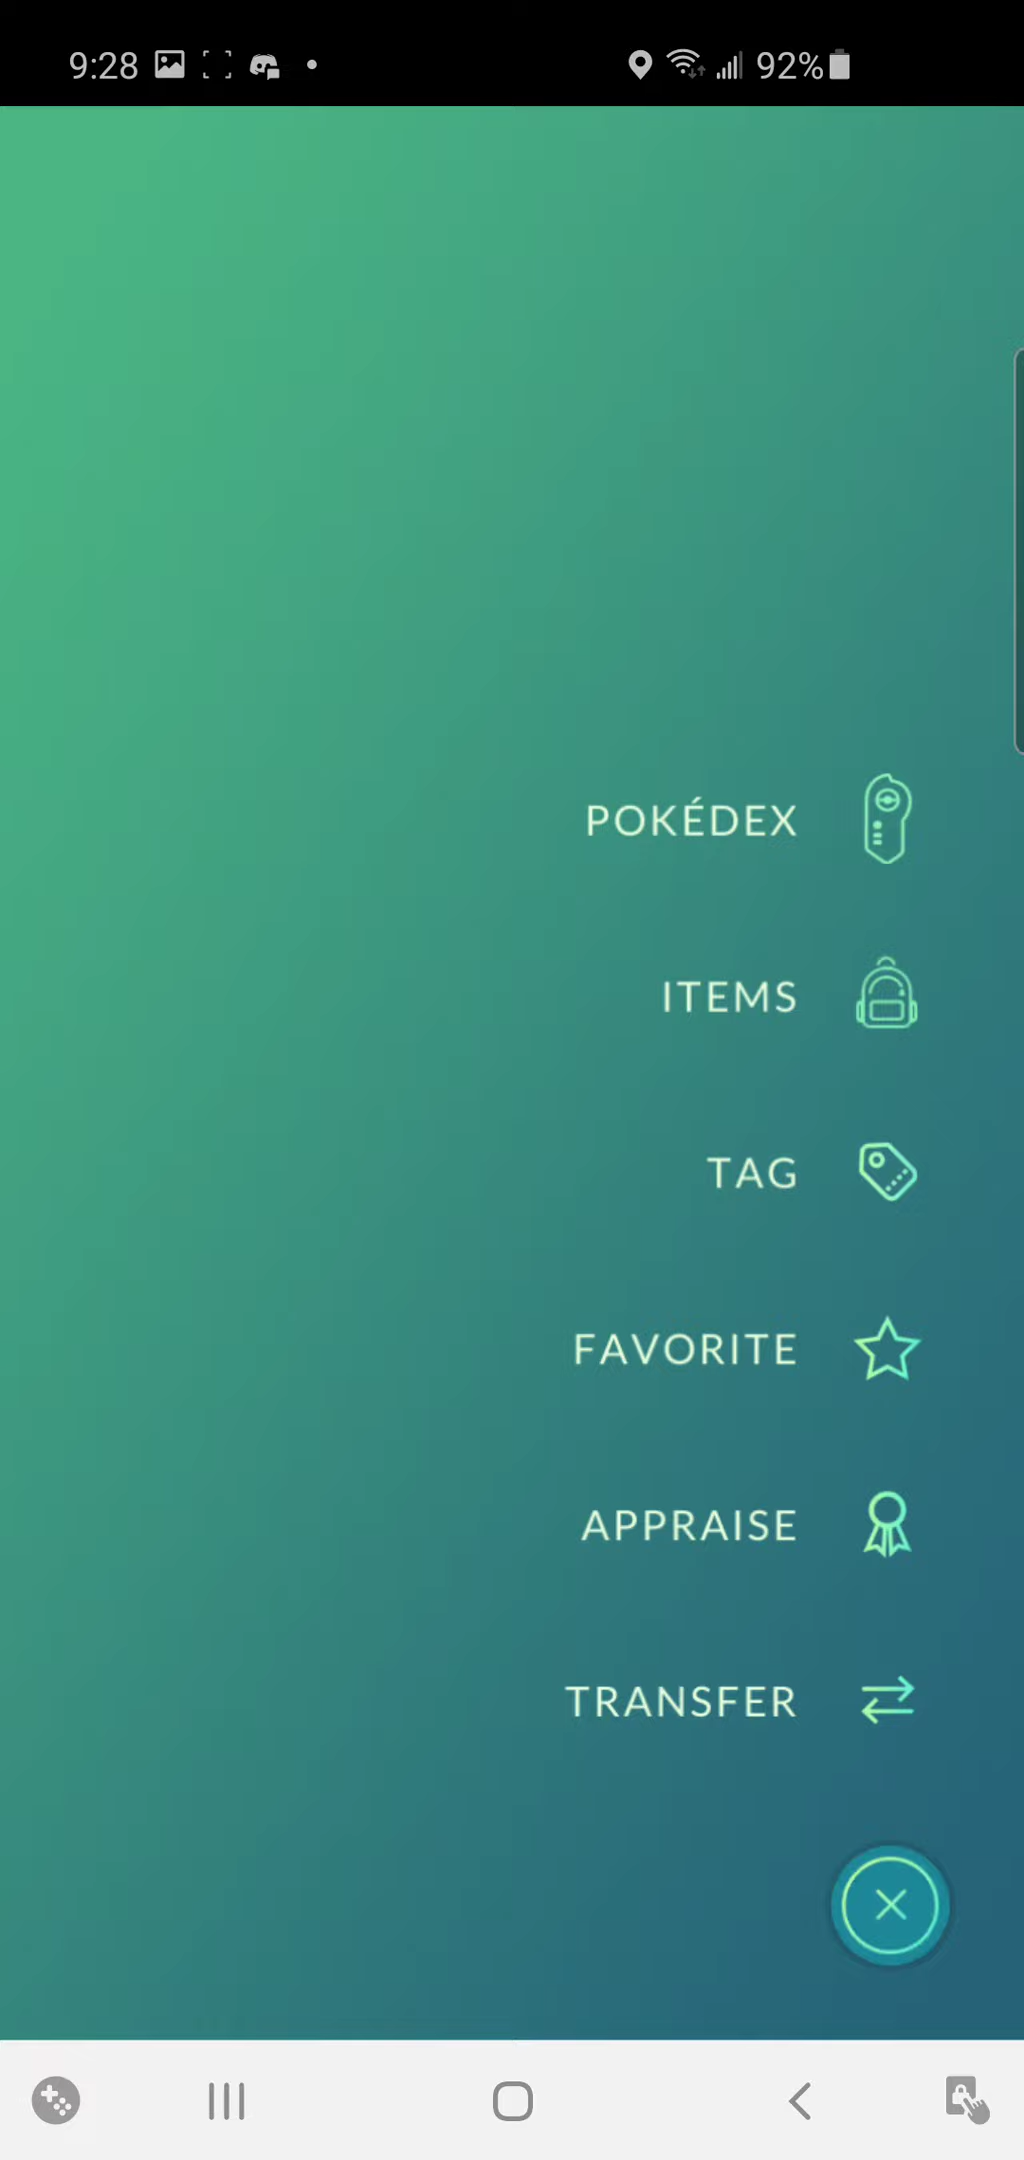 9:28 92%
POKÉDEX
ITEMS
TAG
FAVORITE
APPRAISE
TRANSFER